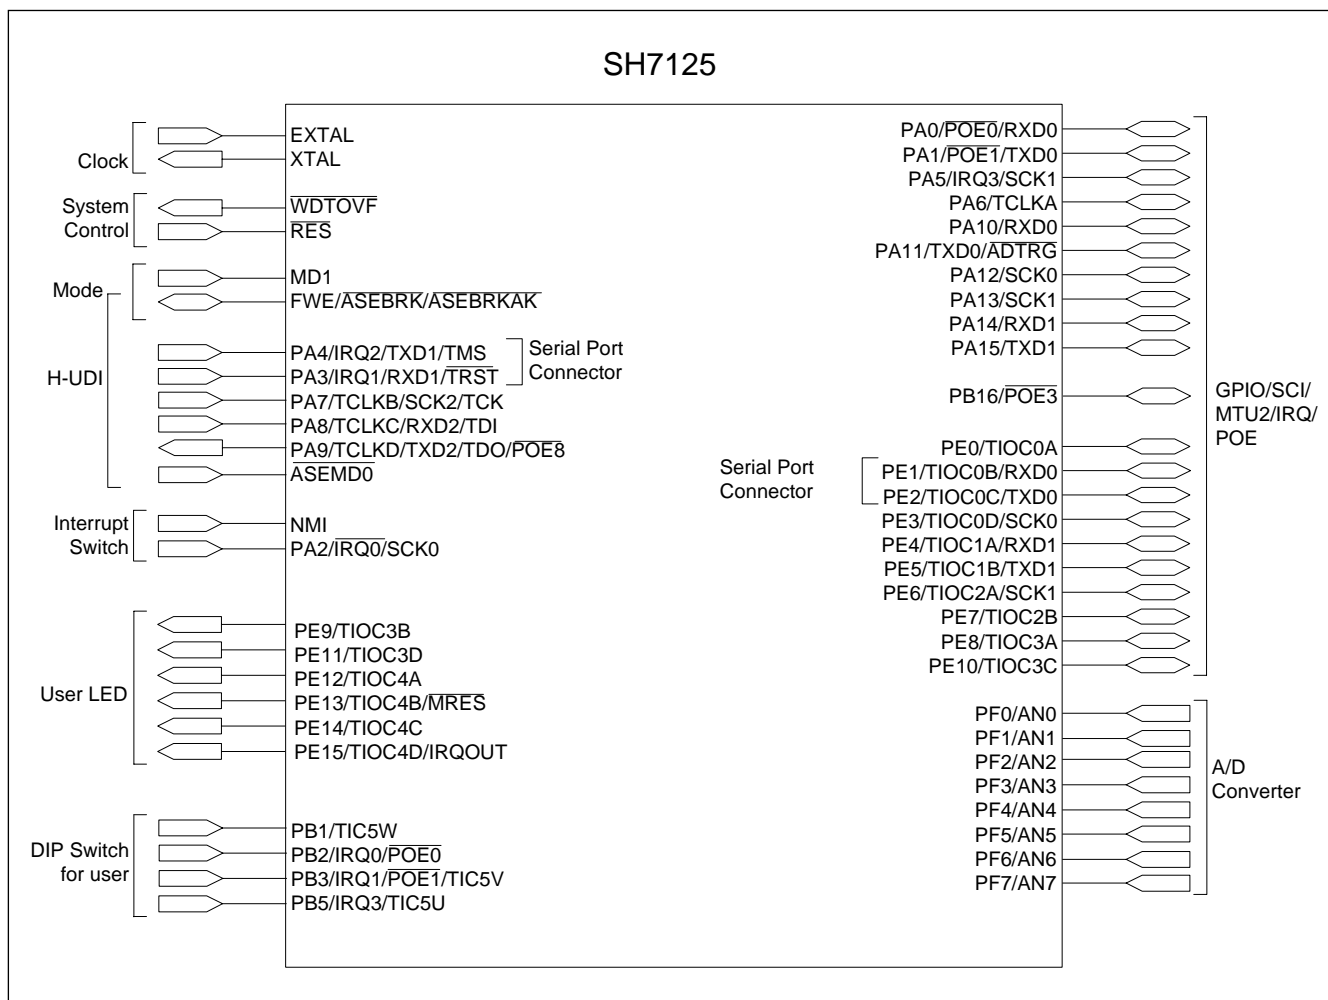 SH7125
Clock
EXTAL
XTAL
System
Control
WDTOVF
RES
Mode
MD1
FWE/ASEBRK/ASEBRKAK
H-UDI
PA4/IRQ2/TXD1/TMS
PA3/IRQ1/RXD1/TRST
Serial Port
Connector
PA7/TCLKB/SCK2/TCK
PA8/TCLKC/RXD2/TDI
PA9/TCLKD/TXD2/TDO/POE8
ASEMD0
Interrupt
Switch
NMI
PA2/IRQ0/SCK0
User LED
PE9/TIOC3B
PE11/TIOC3D
PE12/TIOC4A
PE13/TIOC4B/MRES
PE14/TIOC4C
PE15/TIOC4D/IRQOUT
DIP Switch
for user
PB1/TIC5W
PB2/IRQ0/POE0
PB3/IRQ1/POE1/TIC5V
PB5/IRQ3/TIC5U
PA0/POE0/RXD0
PA1/POE1/TXD0
PA5/IRQ3/SCK1
PA6/TCLKA
PA10/RXD0
PA11/TXD0/ADTRG
PA12/SCK0
PA13/SCK1
PA14/RXD1
PA15/TXD1
PB16/POE3
GPIO/SCI/
MTU2/IRQ/
POE
PE0/TIOC0A
Serial Port
Connector
PE1/TIOC0B/RXD0
PE2/TIOC0C/TXD0
PE3/TIOC0D/SCK0
PE4/TIOC1A/RXD1
PE5/TIOC1B/TXD1
PE6/TIOC2A/SCK1
PE7/TIOC2B
PE8/TIOC3A
PE10/TIOC3C
PF0/AN0
PF1/AN1
PF2/AN2
PF3/AN3
PF4/AN4
PF5/AN5
PF6/AN6
PF7/AN7
A/D
Converter